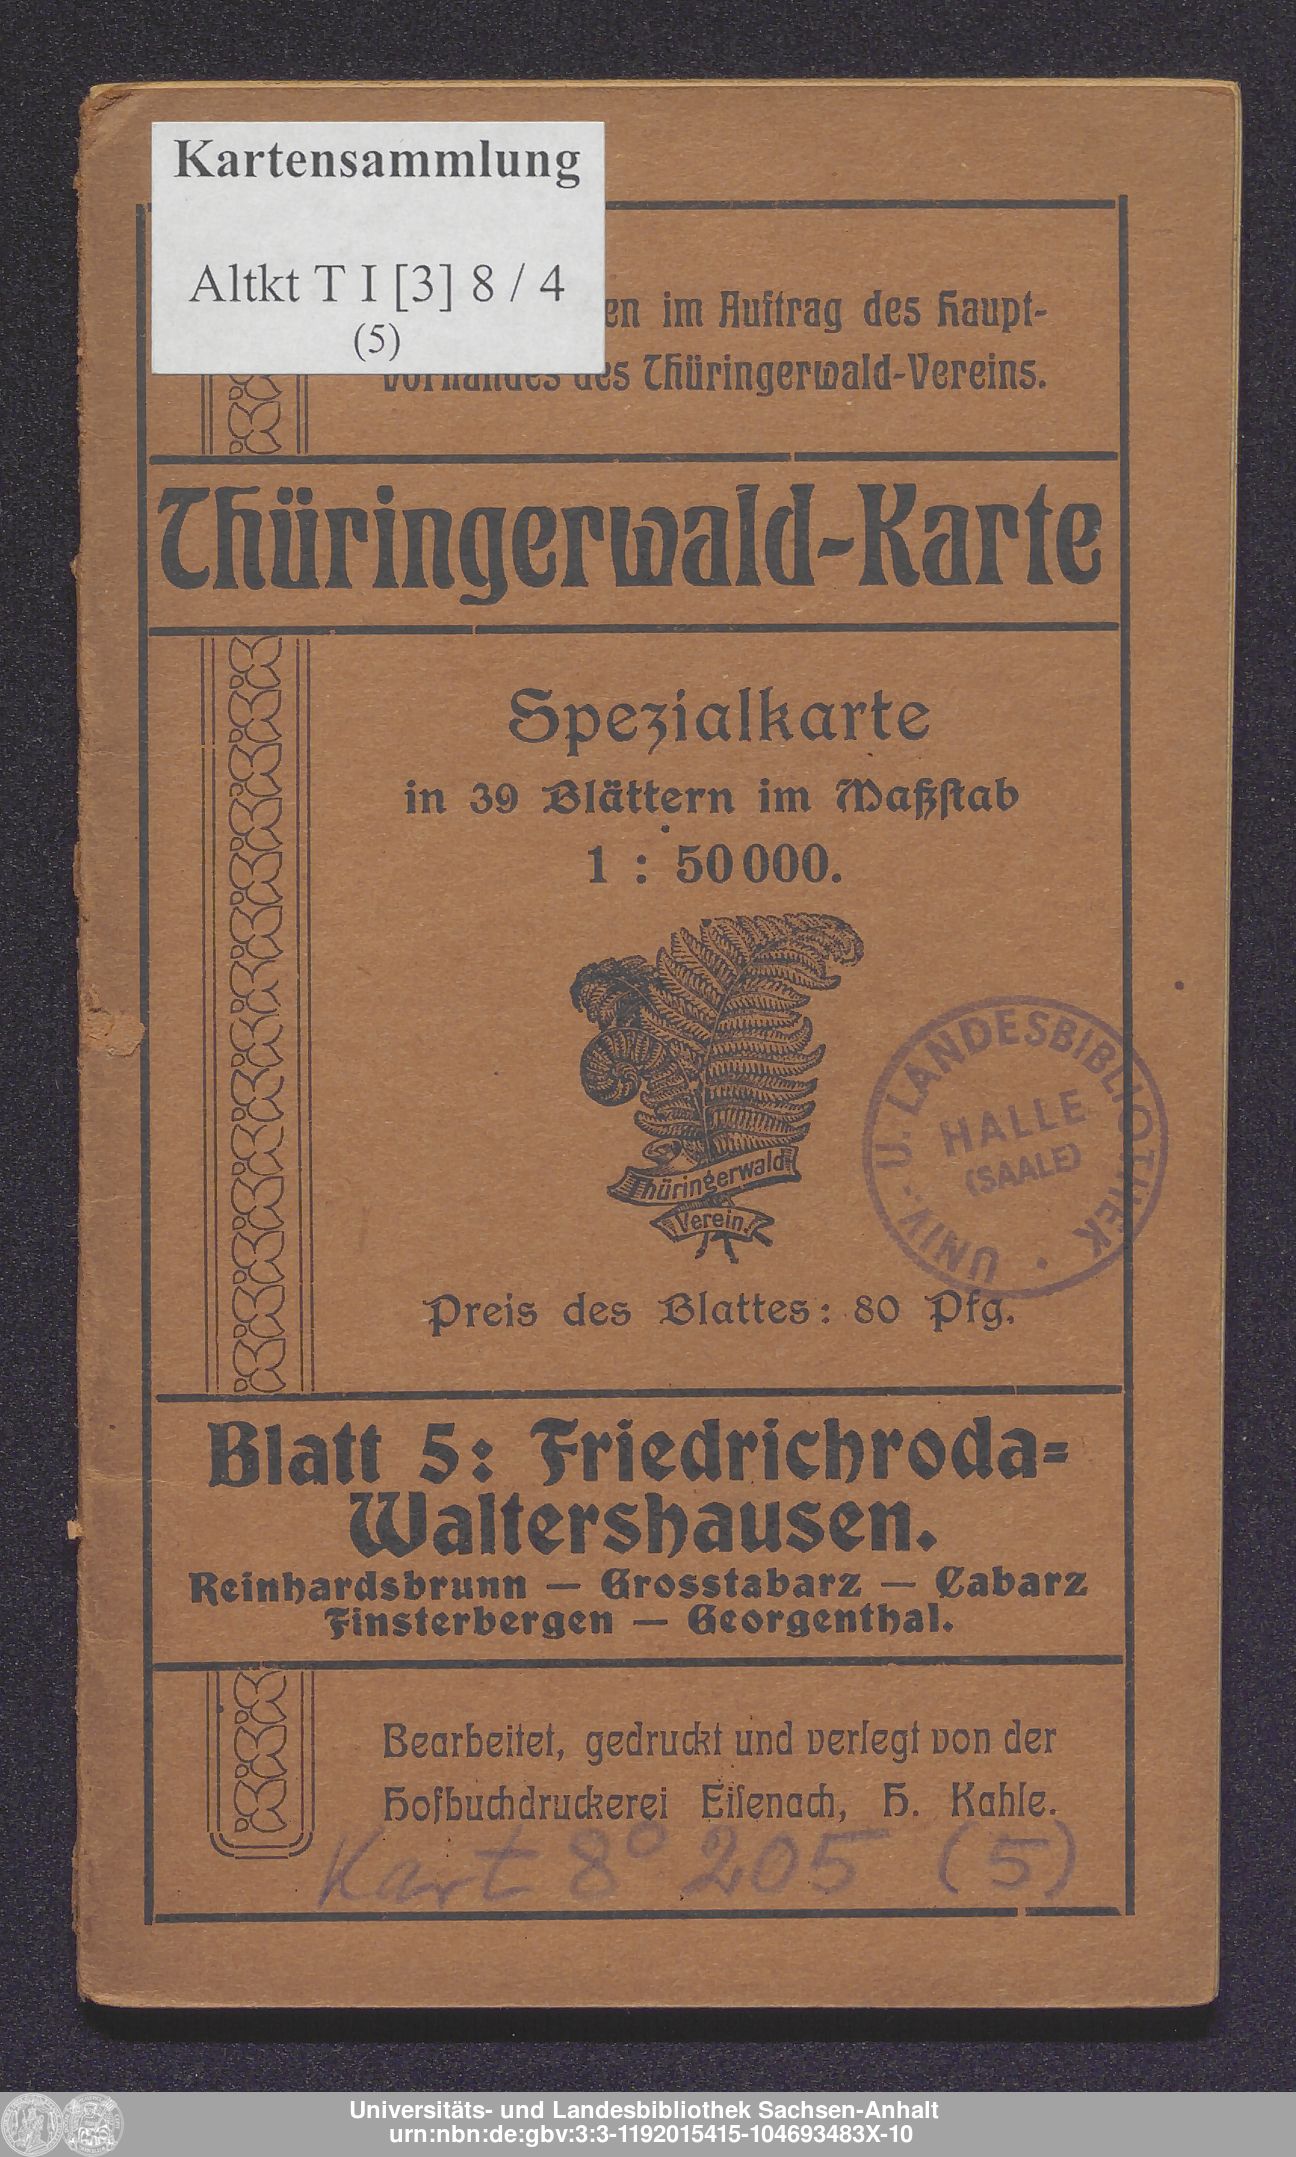 Kartensammlung
Altkt T I [3] 8 / 4
(5)
im Auftrag des Haupt-
des Thüringerwald-Vereins.
Thüringerwald-Karte
Spezialkarte
in 39 Blättern im Maßstab
1 : 50 000.
Thüringerwald-
Verein.
UNIV.- U. LANDESBIBLIOTHEK
HALLE
(SAALE)
Preis des Blattes: 80 Pfg.
Blatt 5: Friedrichroda-
Waltershausen.
Reinhardsbrunn — Grosstabarz — Cabarz
Finsterbergen — Georgenthal.
Bearbeitet, gedruckt und verlegt von der
Hofbuchdruckerei Eisenach, H. Kahle.
Kart 8° 205 (5)
Universitäts- und Landesbibliothek Sachsen-Anhalt
urn:nbn:de:gbv:3:3-1192015415-104693483X-10